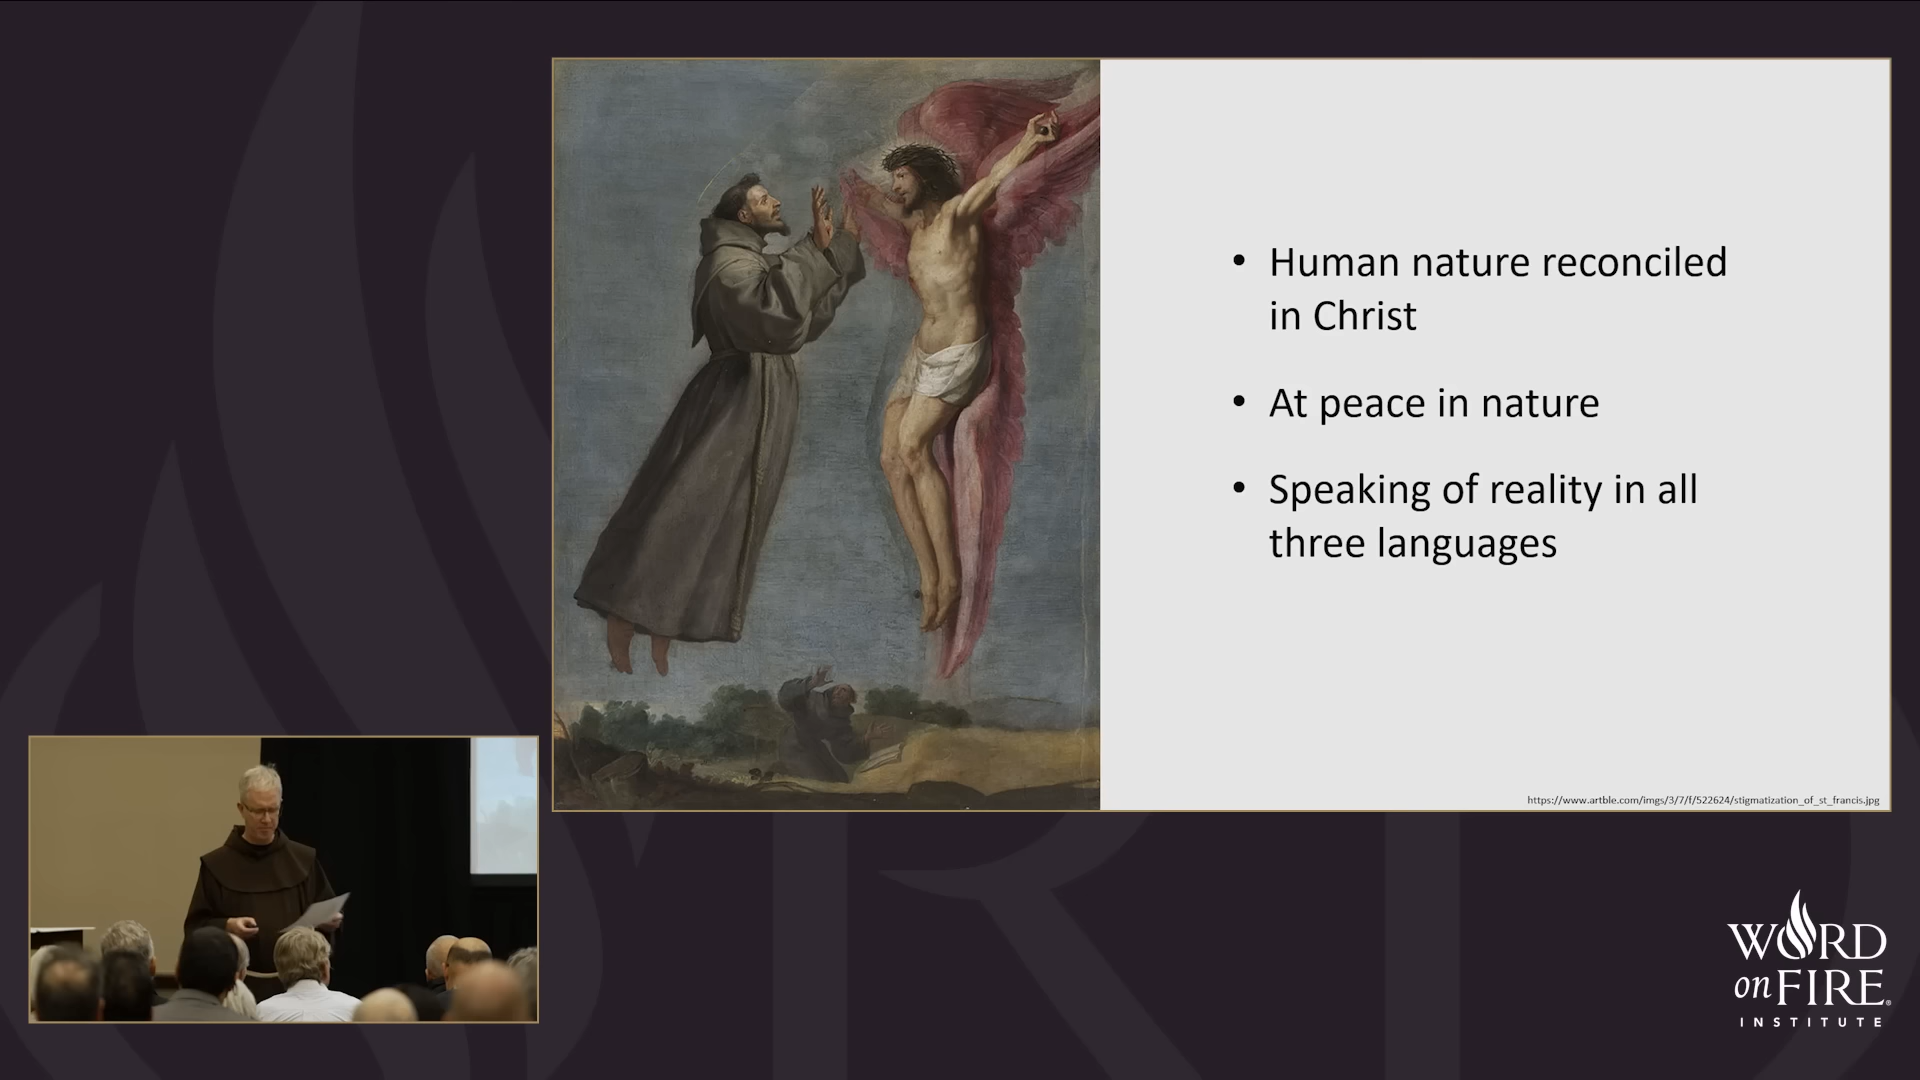 • Human nature reconciled
in Christ
• At peace in nature
• Speaking of reality in all
three languages
https://www.artble.com/imgs/3/7/f/522624/stigmatization_of_st_francis.jpg
WORD
on FIRE®
INSTITUTE